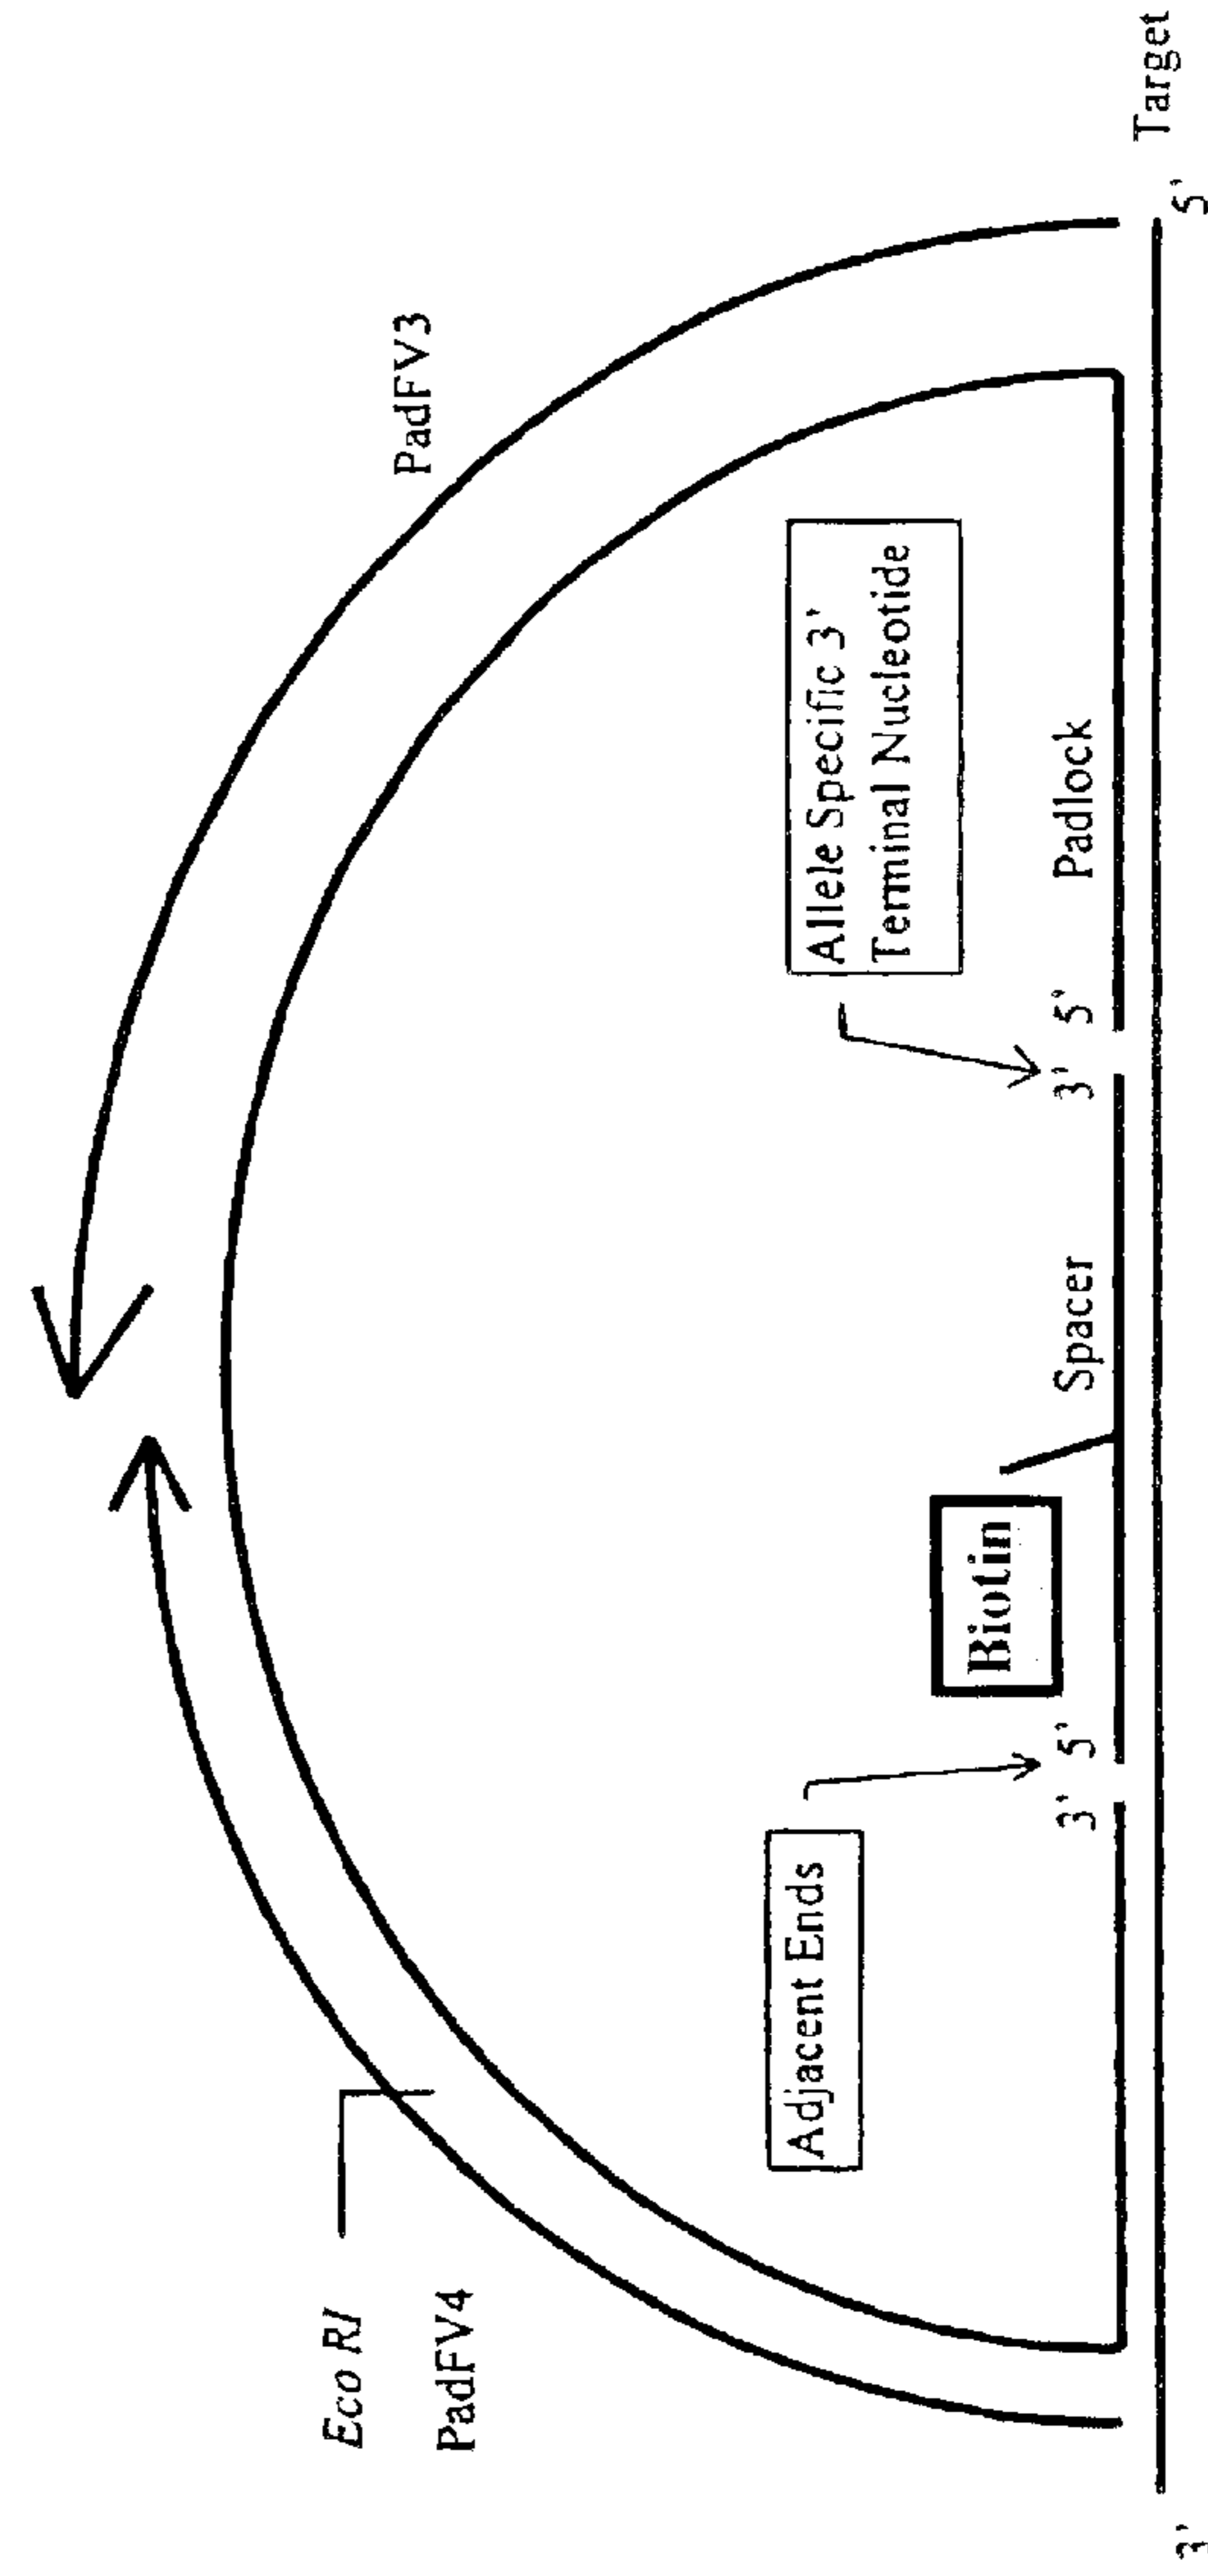 Eco RI
PadFV4
PadFV3
Adjacent Ends
Allele Specific 3'
Terminal Nucleotide
Biotin
3' 5'
Spacer
3' 5'
Padlock
3'
5'
Target